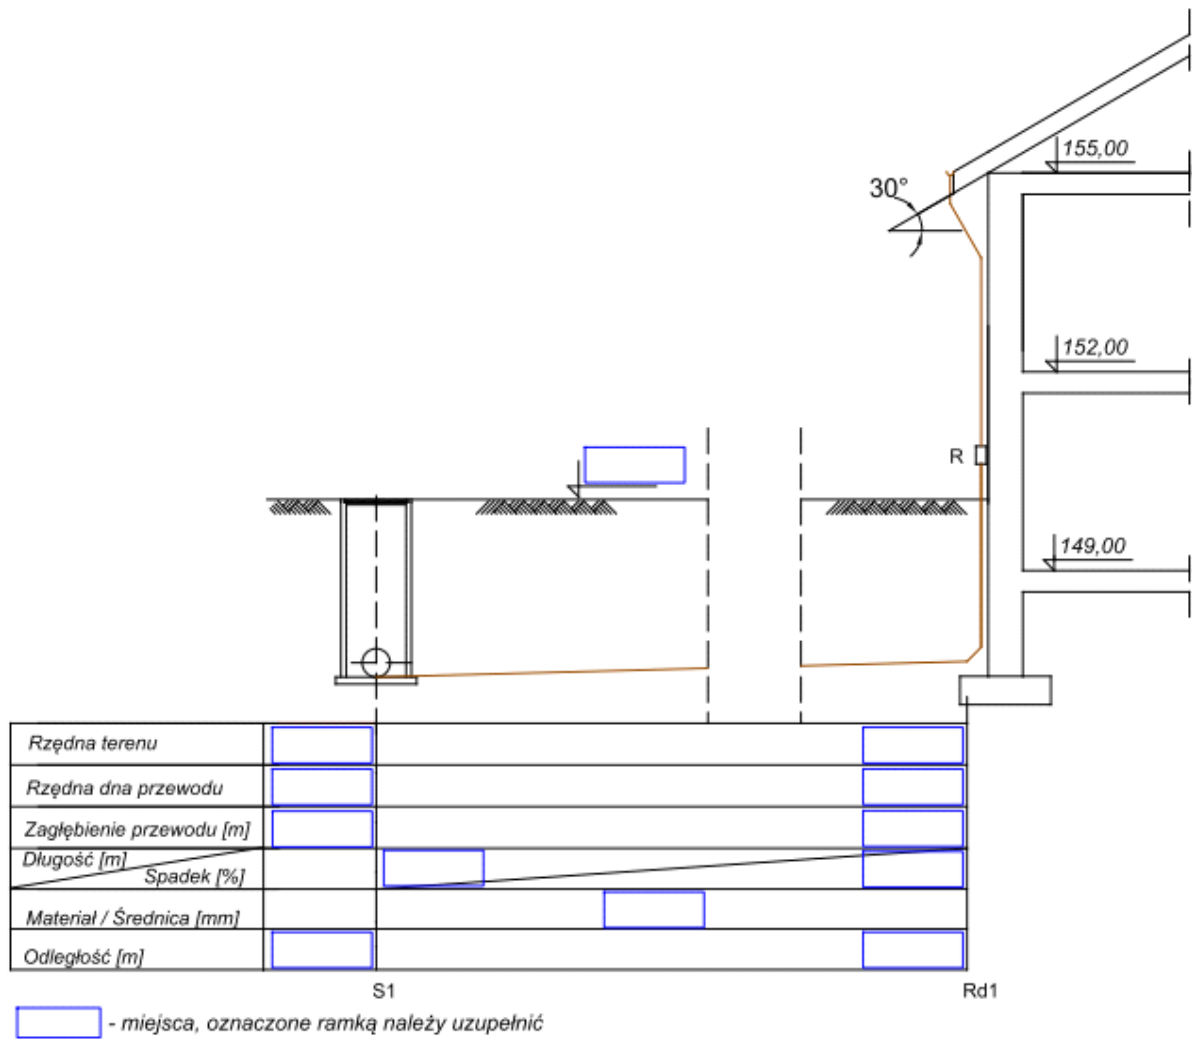 155,00
30°
152,00
R
149,00
Rzędna terenu
Rzędna dna przewodu
Zagłębienie przewodu [m]
Długość [m]
Spadek [%]
Materiał / Średnica [mm]
Odległość [m]
S1
Rd1
- miejsca, oznaczone ramką należy uzupełnić